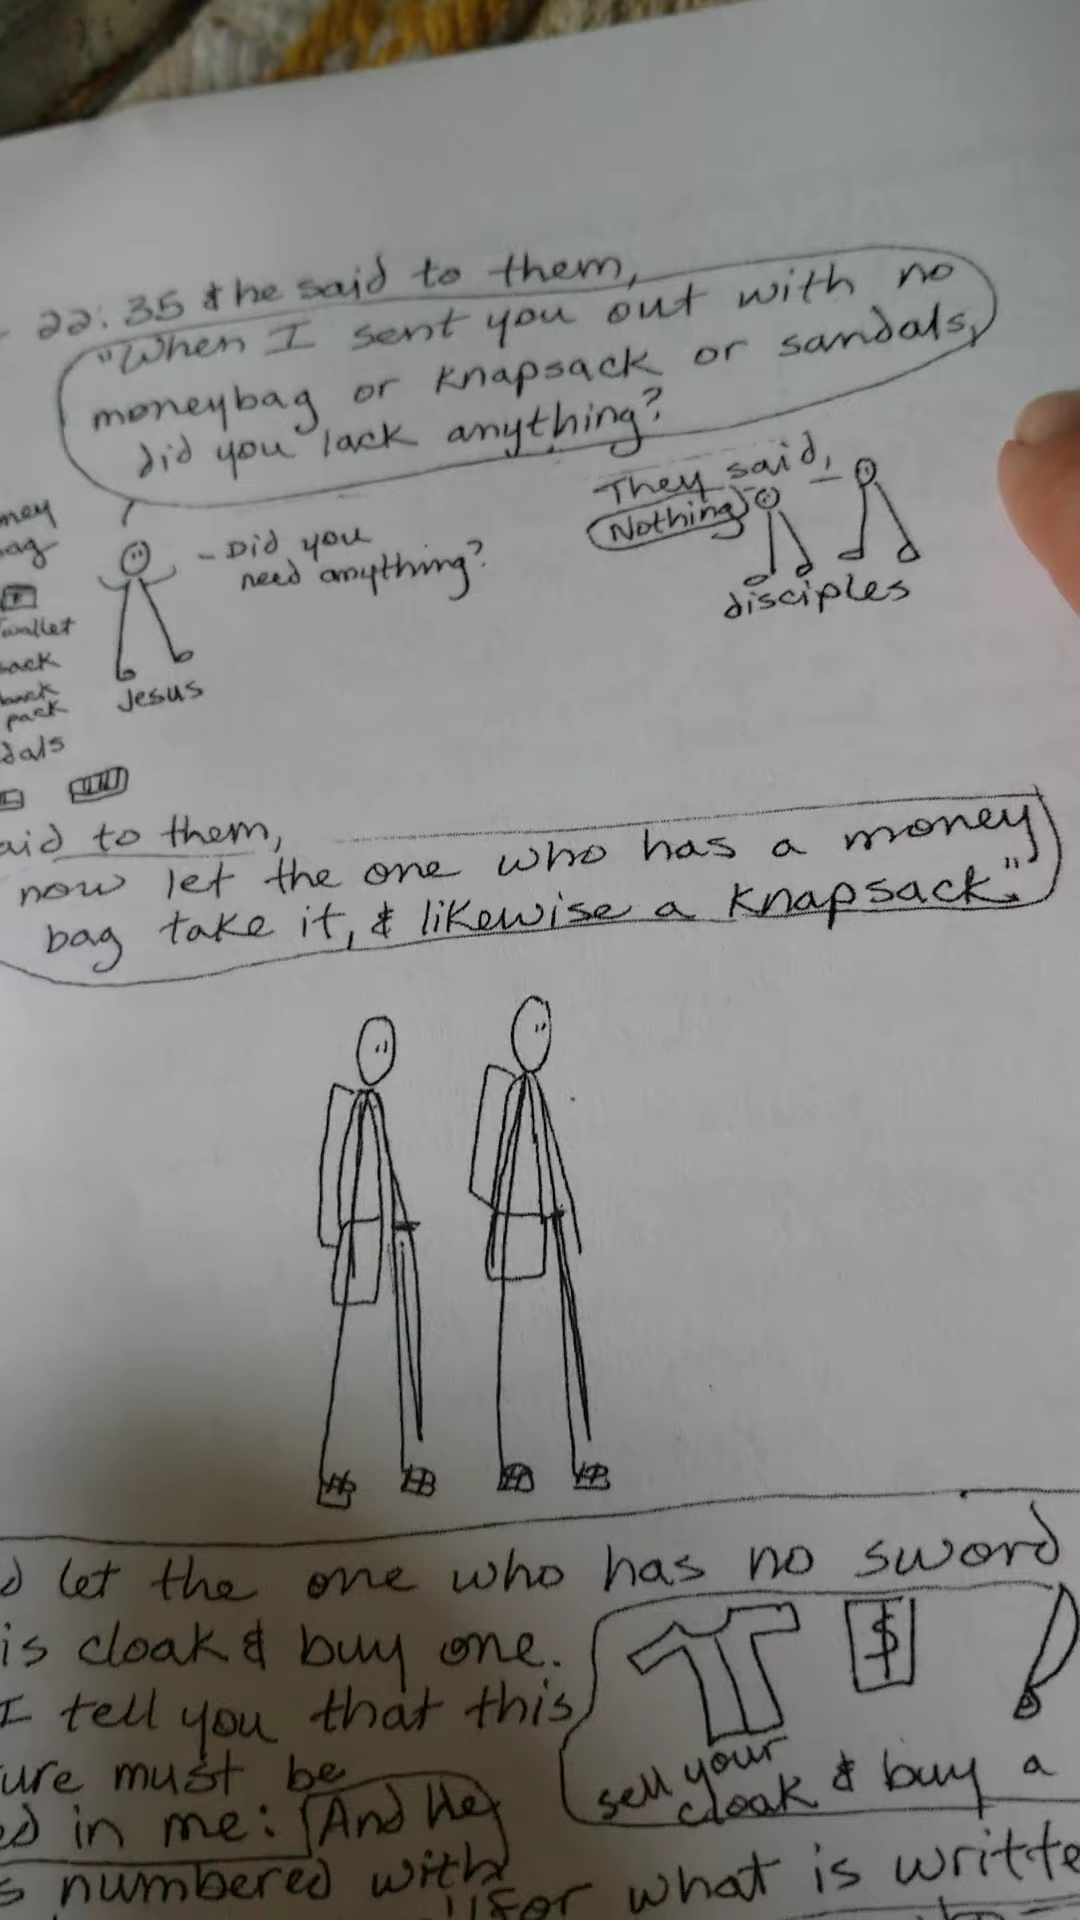 22:35 & he said to them,
"When I sent you out with no
moneybag or knapsack or sandals,
did you lack anything?
They said,
Nothing
- Did you
need anything?
disciples
wallet
pack
Jesus
to them,
now let the one who has a money
bag take it, & likewise a knapsack."
let the one who has no sword
cloak & buy one.
I tell you that this
must be
in me: And He
numbered with
"for what is
$
sell your
cloak & buy a